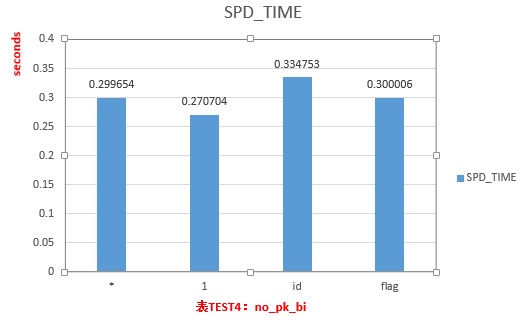 SPD_TIME
seconds
0.4
0.35
0.3
0.25
0.2
0.15
0.1
0.05
0
0.299654
0.270704
0.334753
0.300006
* 1 id flag
SPD_TIME
表TEST4：no_pk_bi